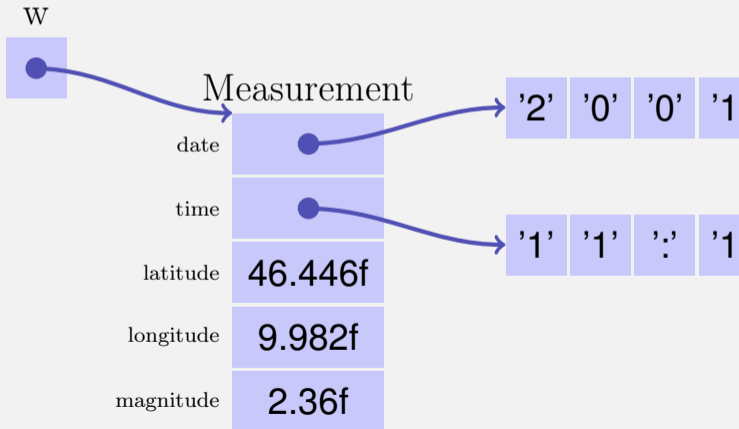 w
Measurement
date
'2' '0' '0' '1
time
'1' '1' ':' '1
latitude 46.446f
longitude 9.982f
magnitude 2.36f